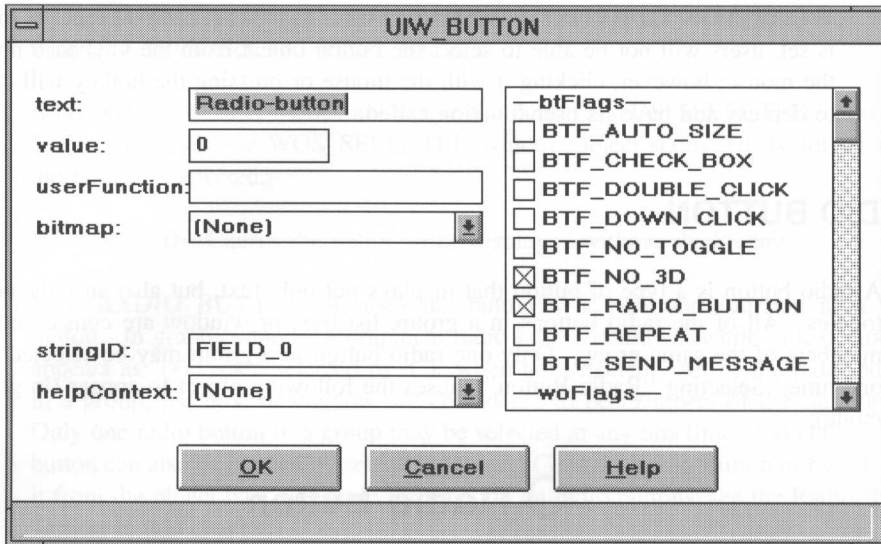 UIW_BUTTON
text: Radio-button
value: 0
userFunction:
bitmap: (None)
stringID: FIELD_0
helpContext: (None)
btFlags
BTF_AUTO_SIZE
BTF_CHECK_BOX
BTF_DOUBLE_CLICK
BTF_DOWN_CLICK
BTF_NO_TOGGLE
BTF_NO_3D
BTF_RADIO_BUTTON
BTF_REPEAT
BTF_SEND_MESSAGE
woFlags
OK
Cancel
Help